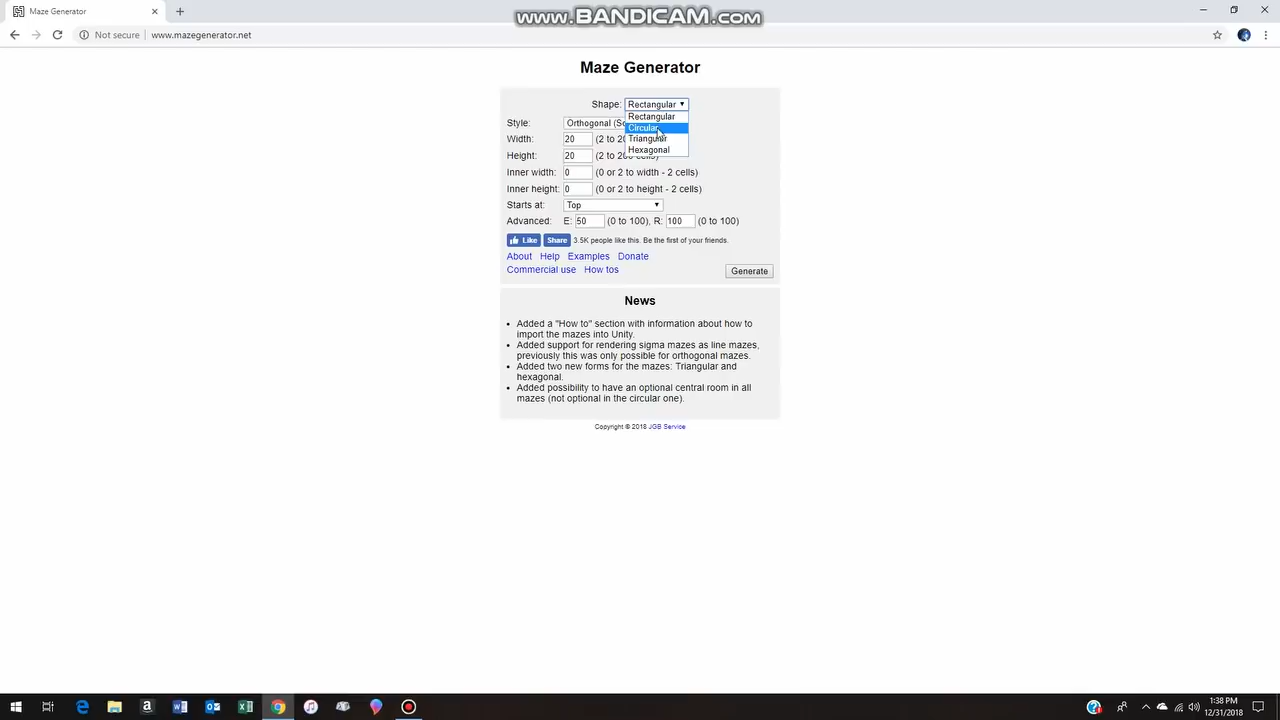 Maze Generator
www.BANDICAM.com
Not secure
www.mazegenerator.net
Maze Generator
Shape: Rectangular
Rectangular
Circular
Triangular
Hexagonal
Style: Orthogonal
Width: 20 (2 to
Height: 20 (2 to
Inner width: 0 (0 or 2 to width - 2 cells)
Inner height: 0 (0 or 2 to height - 2 cells)
Starts at: Top
Advanced: E: 50 (0 to 100), R: 100 (0 to 100)
Like Share 3.5K people like this. Be the first of your friends.
About Help Examples Donate
Commercial use How tos
Generate
News
Added a "How to" section with information about how to
import the mazes into Unity.
Added support for rendering sigma mazes as line mazes,
previously this was only possible for orthogonal mazes.
Added two new forms for the mazes: Triangular and
hexagonal.
Added possibility to have an optional central room in all
mazes (not optional in the circular one).
Copyright © 2018 JGB Service
1:38 PM
12/31/2018